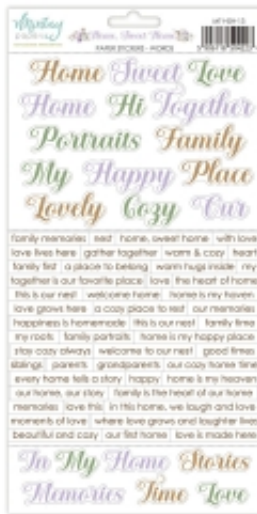 Mintay
Home, Sweet Home
PAPER STICKERS - WORDS
Home Sweet Love
Home Hi Together
Portraits Family
My Happy Place
Lovely Cozy Our
family memories nest home, sweet home with love
love lives here gather together warm & cozy heart
family first a place to belong warm hugs inside my
together is our favorite place love the heart of home
this is our nest welcome home home is my haven
love grows here a cozy place to rest our memories
happiness is homemade this is our nest family time
my roots family portraits home is my happy place
stay cozy always welcome to our nest good times
siblings parents grandparents our cozy home time
every home tells a story happy home is my heaven
our home, our story family is the heart of our home
memories love this in this home, we laugh and love
moments of love where love grows and laughter lives
beautiful and cozy our first home love is made here
In My Home Stories
Memories Time Love